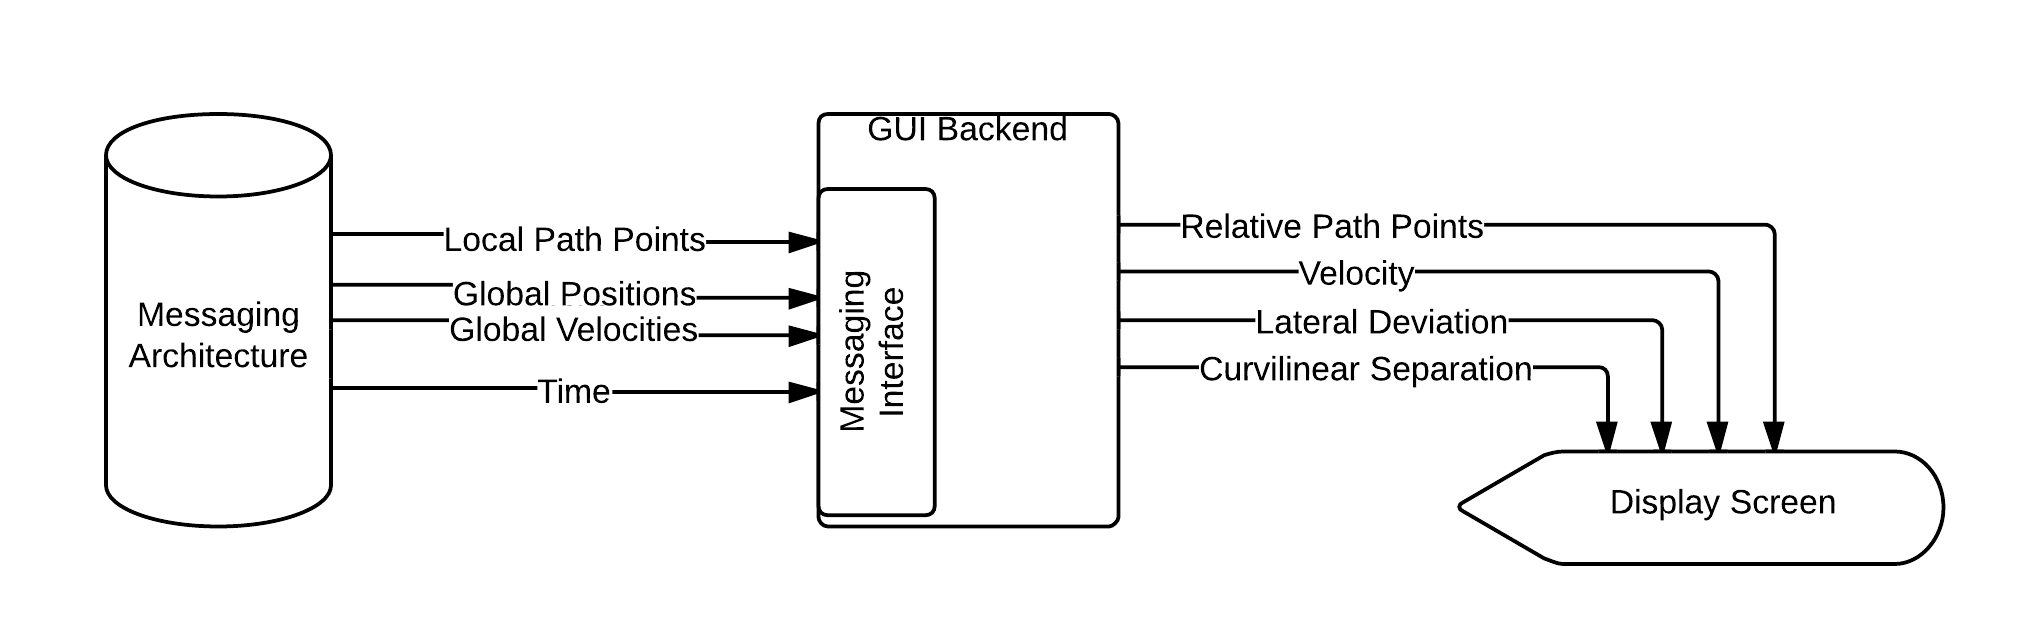 Messaging
Architecture
Local Path Points
Global Positions
Global Velocities
Time
GUI Backend
Messaging
Interface
Relative Path Points
Velocity
Lateral Deviation
Curvilinear Separation
Display Screen